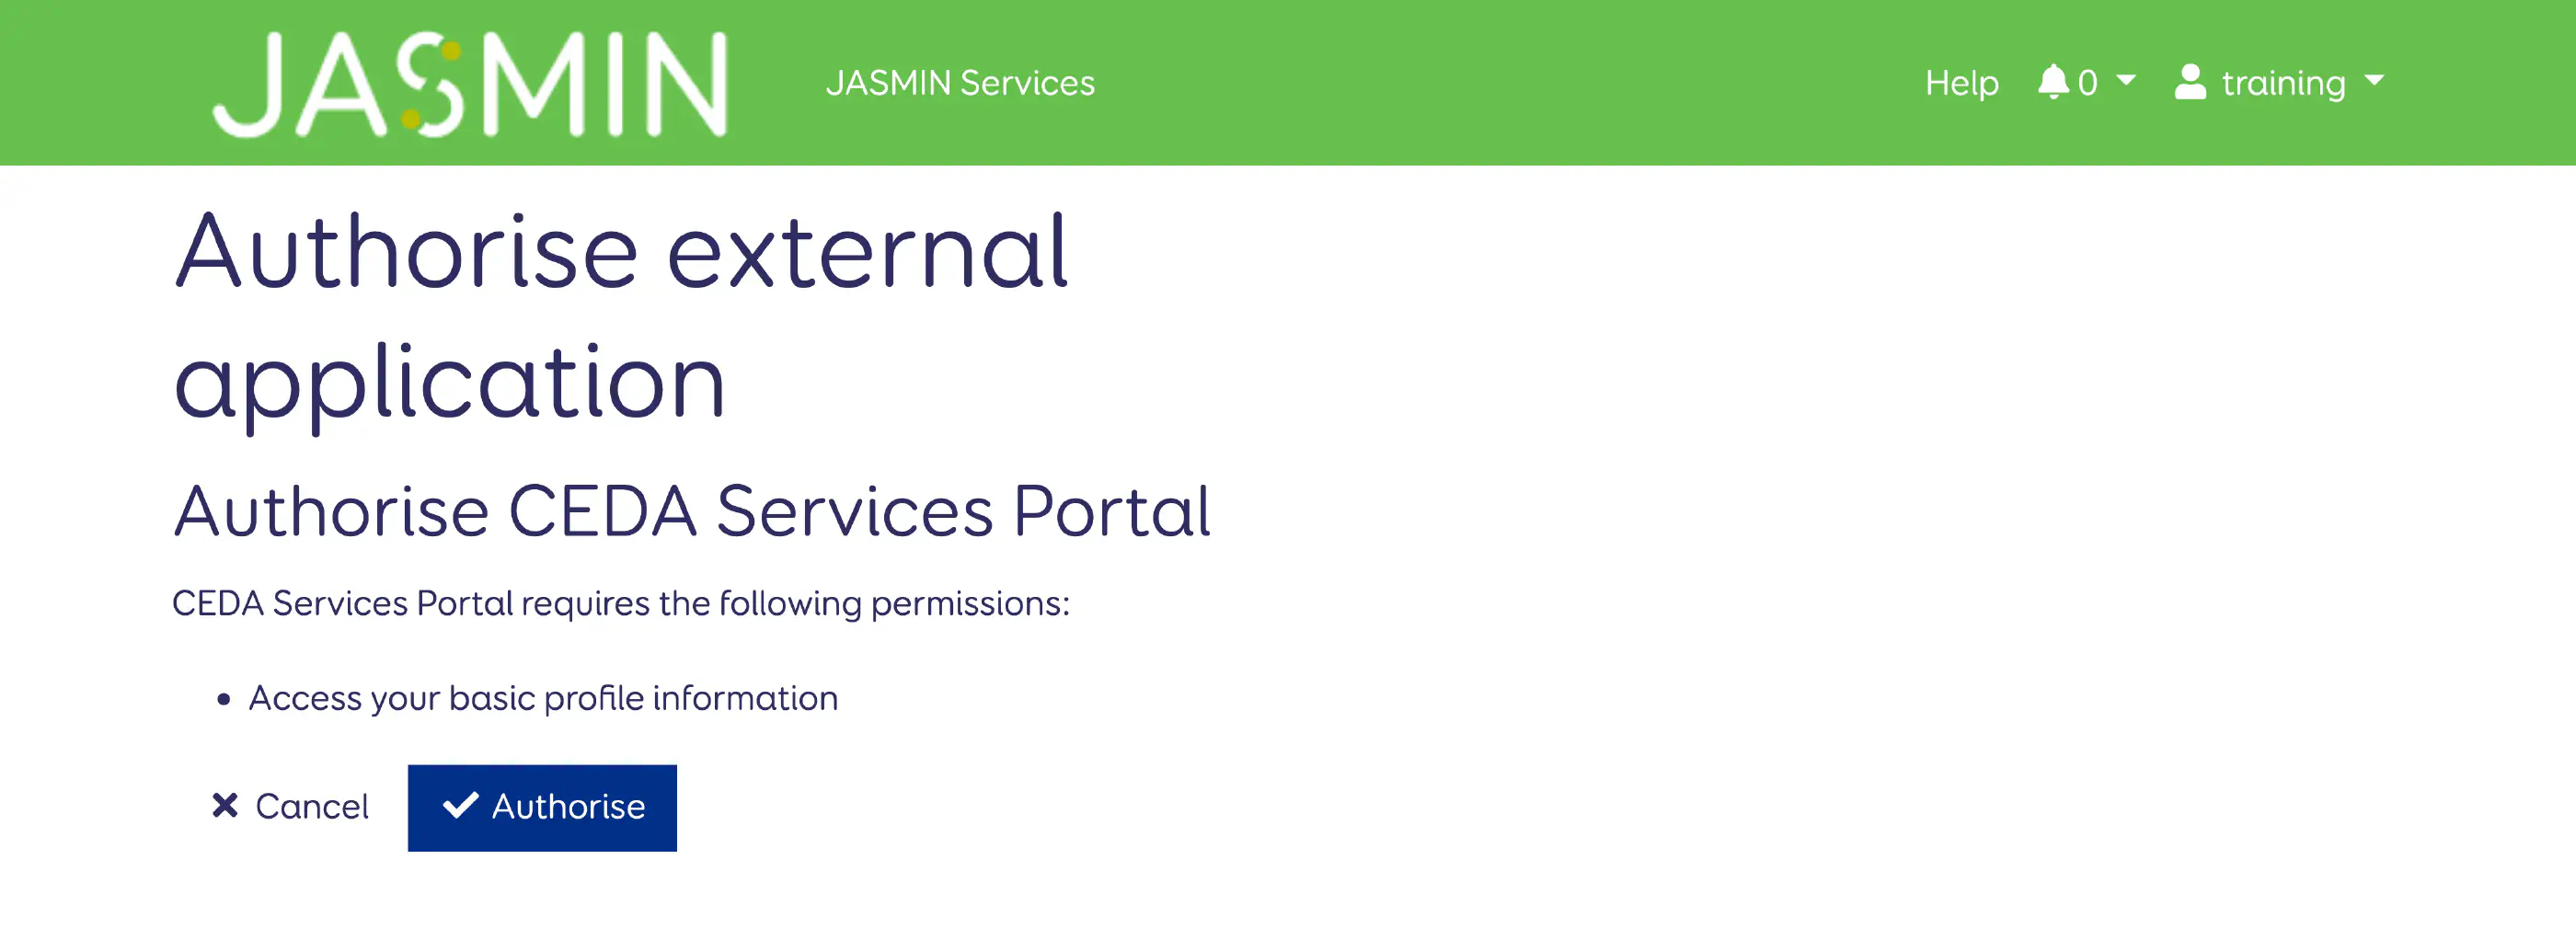 JASMIN JASMIN Services Help 0 training
Authorise external
application
Authorise CEDA Services Portal
CEDA Services Portal requires the following permissions:
• Access your basic profile information
Cancel Authorise